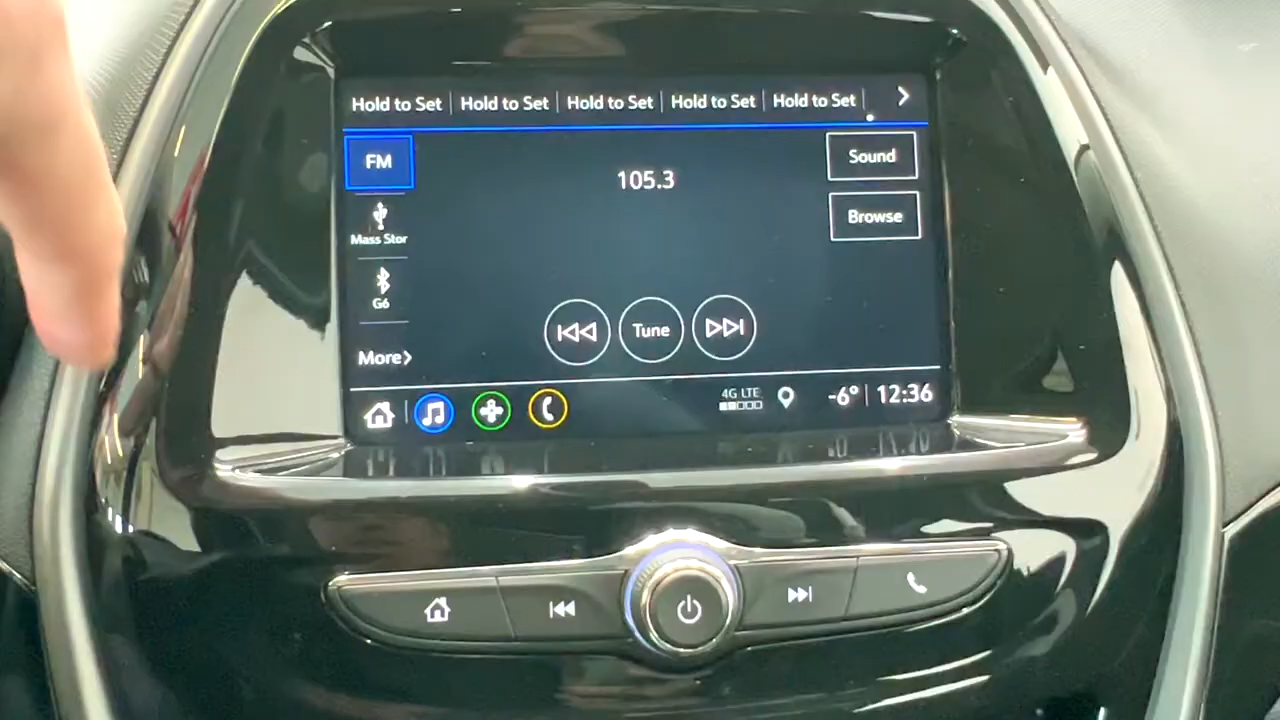 Hold to Set Hold to Set Hold to Set Hold to Set Hold to Set
FM
105.3
Sound
Mass Stor
Browse
G6
Tune
More
4G LTE
-6° 12:36